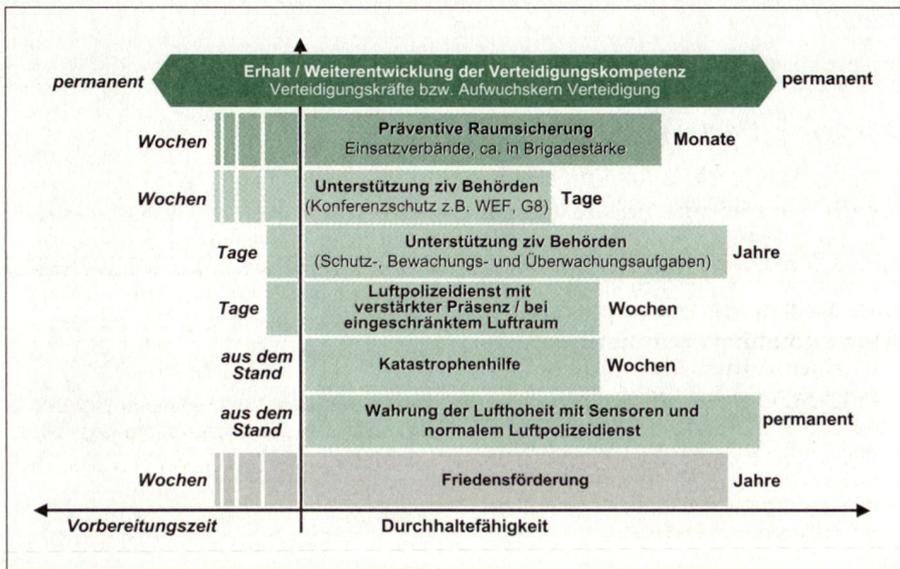 permanent
Erhalt / Weiterentwicklung der Verteidigungskompetenz
Verteidigungskräfte bzw. Aufwuchskern Verteidigung
permanent
Wochen
Präventive Raumsicherung
Einsatzverbände, ca. in Brigadestärke
Monate
Wochen
Unterstützung ziv Behörden
(Konferenzschutz z.B. WEF, G8)
Tage
Tage
Unterstützung ziv Behörden
(Schutz-, Bewachungs- und Überwachungsaufgaben)
Jahre
Tage
Luftpolizeidienst mit
verstärkter Präsenz / bei
eingeschränktem Luftraum
Wochen
aus dem
Stand
Katastrophenhilfe
Wochen
aus dem
Stand
Wahrung der Lufthoheit mit Sensoren und
normalem Luftpolizeidienst
permanent
Wochen
Friedensförderung
Jahre
Vorbereitungszeit
Durchhaltefähigkeit